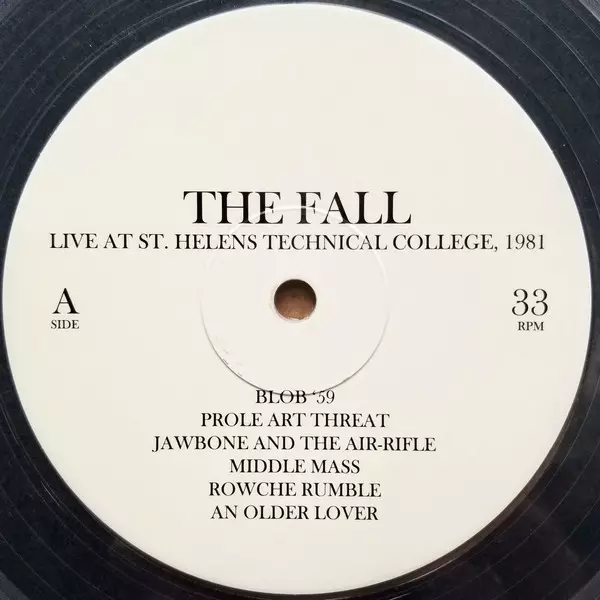 THE FALL
LIVE AT ST. HELENS TECHNICAL COLLEGE, 1981
A
SIDE
33
RPM
BLOB ‘59
PROLE ART THREAT
JAWBONE AND THE AIR-RIFLE
MIDDLE MASS
ROWCHE RUMBLE
AN OLDER LOVER